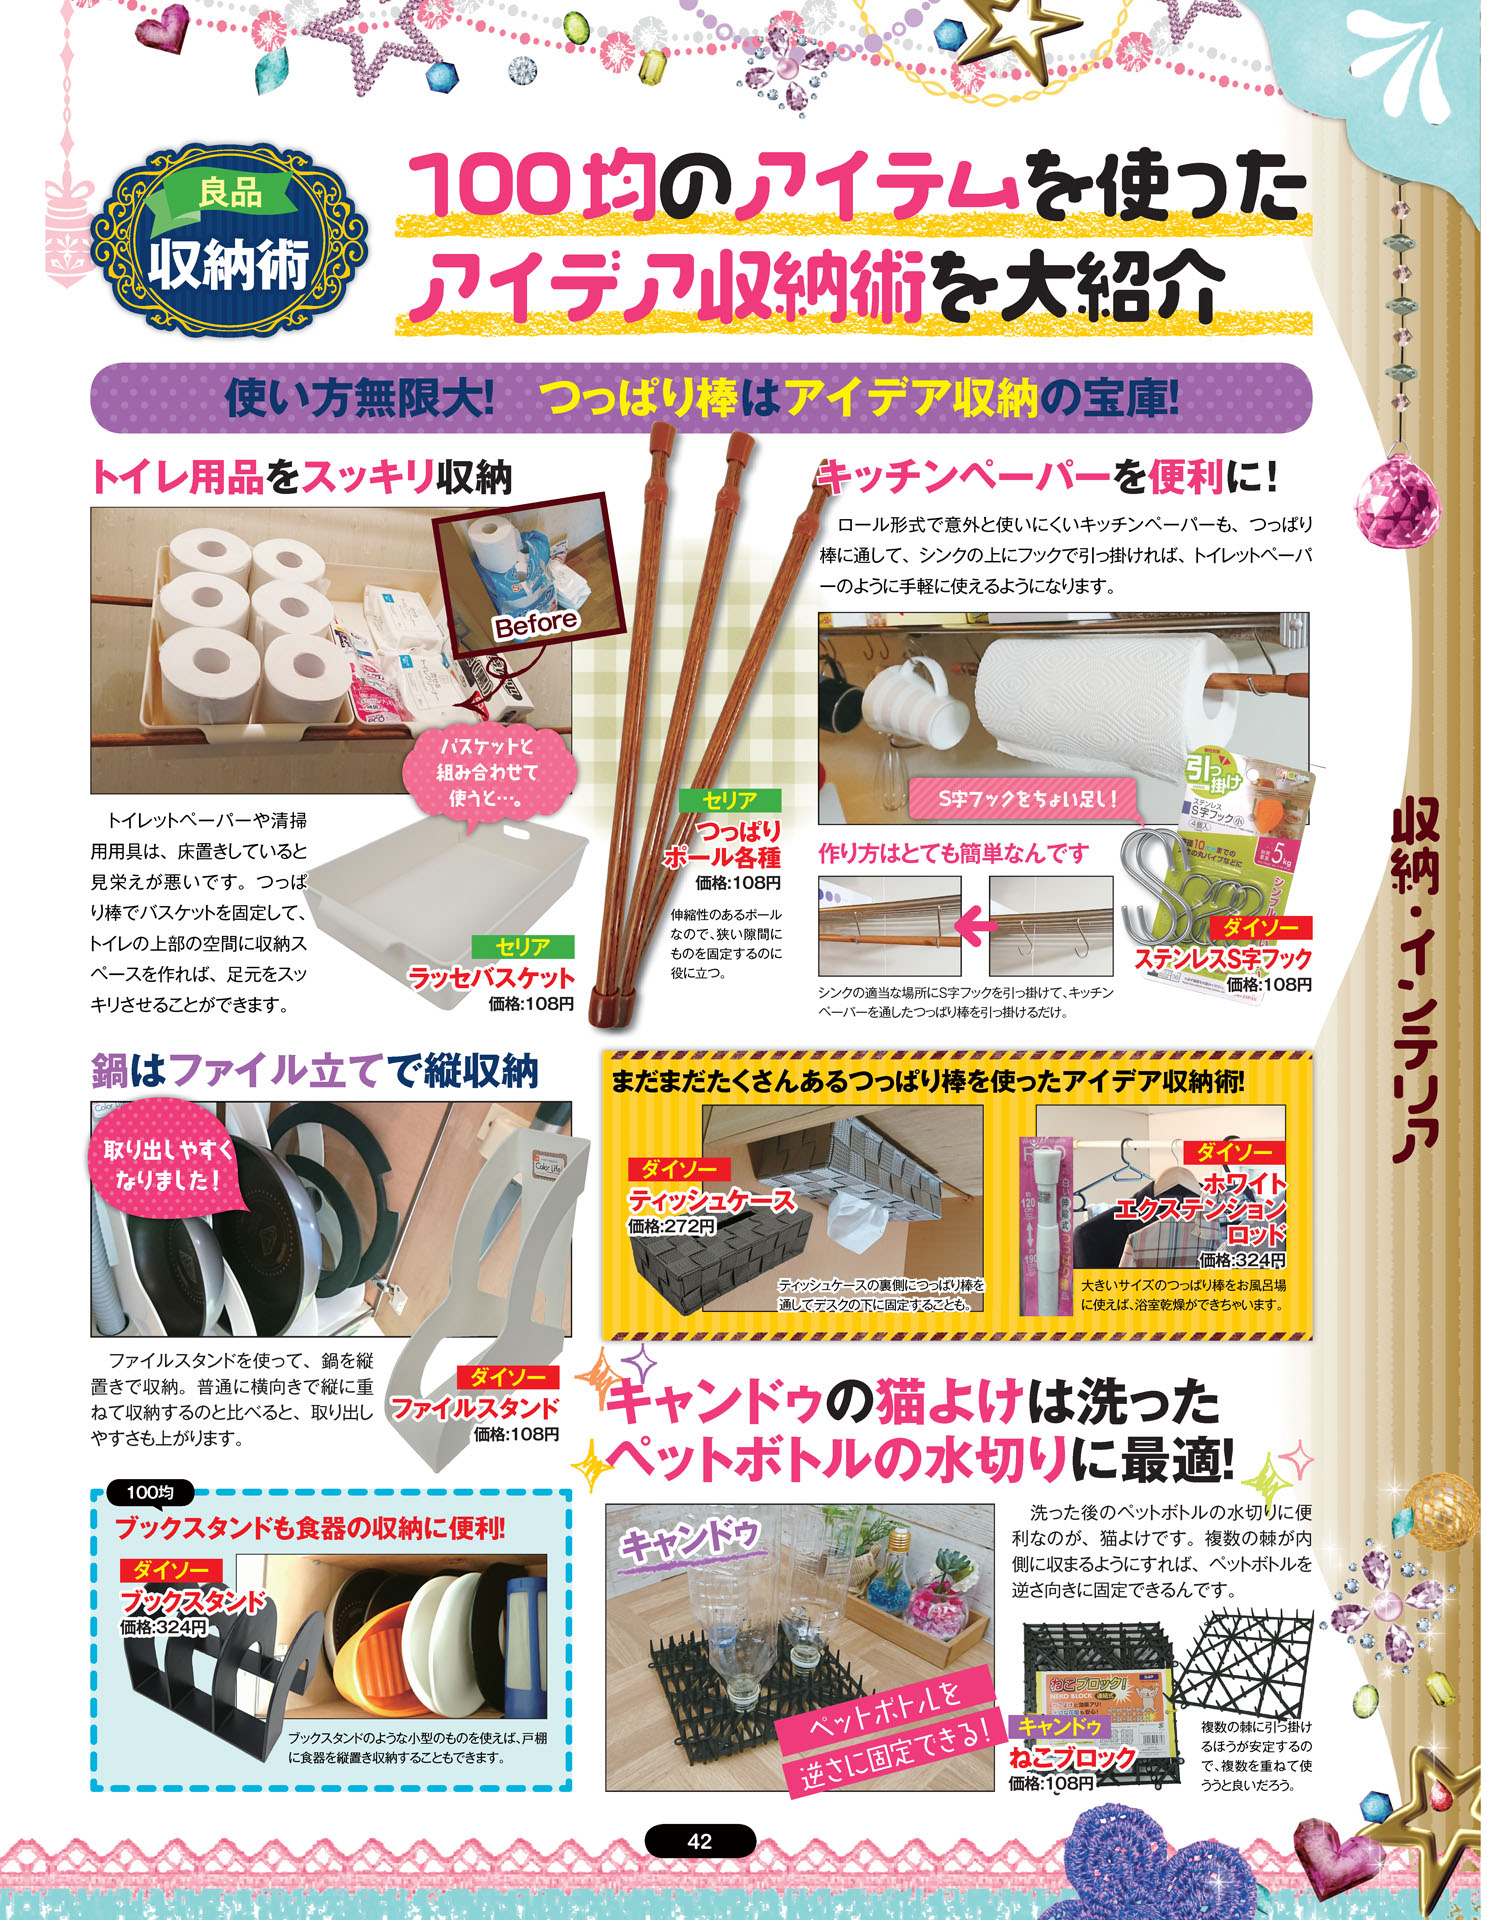 良品
収納術
100均のアイテムを使った
アイデア収納術を大紹介
使い方無限大! つっぱり棒はアイデア収納の宝庫!
トイレ用品をスッキリ収納
Before
バスケットと
組み合わせて
使うと…。
トイレットペーパーや清掃
用用具は、床置きしていると
見栄えが悪いです。つっぱ
り棒でバスケットを固定して、
トイレの上部の空間に収納ス
ペースを作れば、足元をスッ
キリさせることができます。
セリア
ラッセバスケット
価格:108円
セリア
つっぱり
ポール各種
価格:108円
伸縮性のあるポール
なので、狭い隙間に
ものを固定するのに
役に立つ。
キッチンペーパーを便利に!
ロール形式で意外と使いにくいキッチンペーパーも、つっぱり
棒に通して、シンクの上にフックで引っ掛ければ、トイレットペーパ
ーのように手軽に使えるようになります。
S字フックをちょい足し!
引っ掛け
ステンレス
S字フック小
4個入
5kg
作り方はとても簡単なんです
ダイソー
ステンレスS字フック
価格:108円
シンクの適当な場所にS字フックを引っ掛けて、キッチン
ペーパーを通したつっぱり棒を引っ掛けるだけ。
鍋はファイル立てで縦収納
取り出しやすく
なりました!
Color Life
ファイルスタンドを使って、鍋を縦
置きで収納。普通に横向きで縦に重
ねて収納するのと比べると、取り出し
やすさも上がります。
ダイソー
ファイルスタンド
価格:108円
まだまだたくさんあるつっぱり棒を使ったアイデア収納術!
ダイソー
ティッシュケース
価格:272円
ティッシュケースの裏側につっぱり棒を
通してデスクの下に固定することも。
ダイソー
ホワイト
エクステンション
ロッド
価格:324円
大きいサイズのつっぱり棒をお風呂場
に使えば、浴室乾燥ができちゃいます。
100均
ブックスタンドも食器の収納に便利!
ダイソー
ブックスタンド
価格:324円
ブックスタンドのような小型のものを使えば、戸棚
に食器を縦置き収納することもできます。
キャンドゥの猫よけは洗った
ペットボトルの水切りに最適!
キャンドゥ
ペットボトルを
逆さに固定できる!
洗った後のペットボトルの水切りに便
利なのが、猫よけです。複数の棘が内
側に収まるようにすれば、ペットボトルを
逆さ向きに固定できるんです。
ねこブロック!
NEKO BLOCK
キャンドゥ
ねこブロック
価格:108円
複数の棘に引っ掛け
るほうが安定するの
で、複数を重ねて使
ううと良いだろう。
収納・インテリア
42